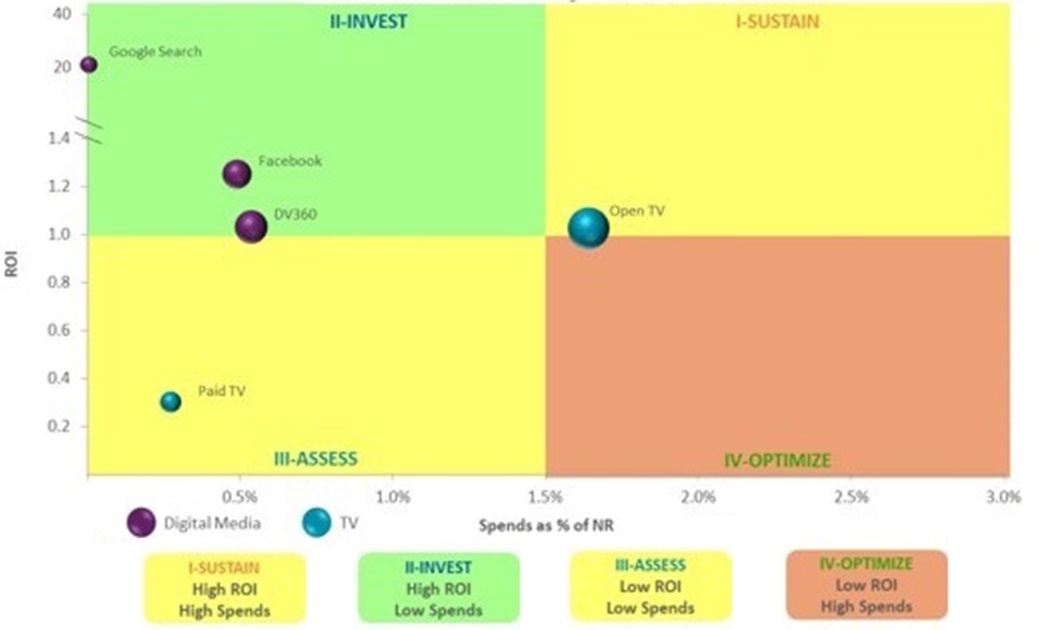 40
II-INVEST
I-SUSTAIN
Google Search
20
1.4
Facebook
1.2
DV360
Open TV
1.0
ROI
0.8
0.6
0.4
Paid TV
0.2
III-ASSESS
IV-OPTIMIZE
0.5%
1.0%
1.5%
2.0%
2.5%
3.0%
Digital Media
TV
Spends as % of NR
I-SUSTAIN
High ROI
High Spends
II-INVEST
High ROI
Low Spends
III-ASSESS
Low ROI
Low Spends
IV-OPTIMIZE
Low ROI
High Spends